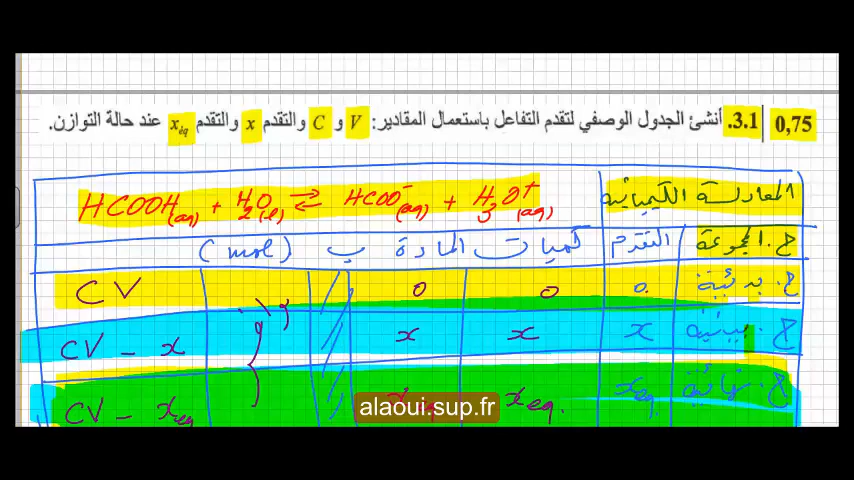 0,75 | 1.3. أنشئ الجدول الوصفي لتقدم التفاعل باستعمال المقادير: V و C والتقدم x والتقدم xéq عند حالة التوازن.
المعادلة الكيميائية HCOOH(aq) + H2O(l) ⇌ HCOO-(aq) + H3O+(aq)
ح. المجموعة التقدم كميات المادة ب (mol)
ح. بدئية 0 0 0 CV
ح. بينية x x x CV - x
ح. نهائية xeq xeq. CV - xeq
alaoui-sup.fr